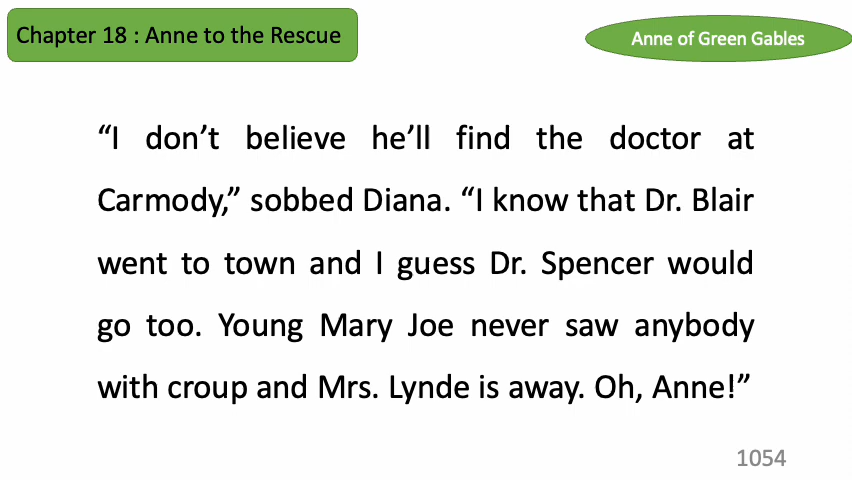 Chapter 18 : Anne to the Rescue
Anne of Green Gables
“I don’t believe he’ll find the doctor at
Carmody,” sobbed Diana. “I know that Dr. Blair
went to town and I guess Dr. Spencer would
go too. Young Mary Joe never saw anybody
with croup and Mrs. Lynde is away. Oh, Anne!”
1054